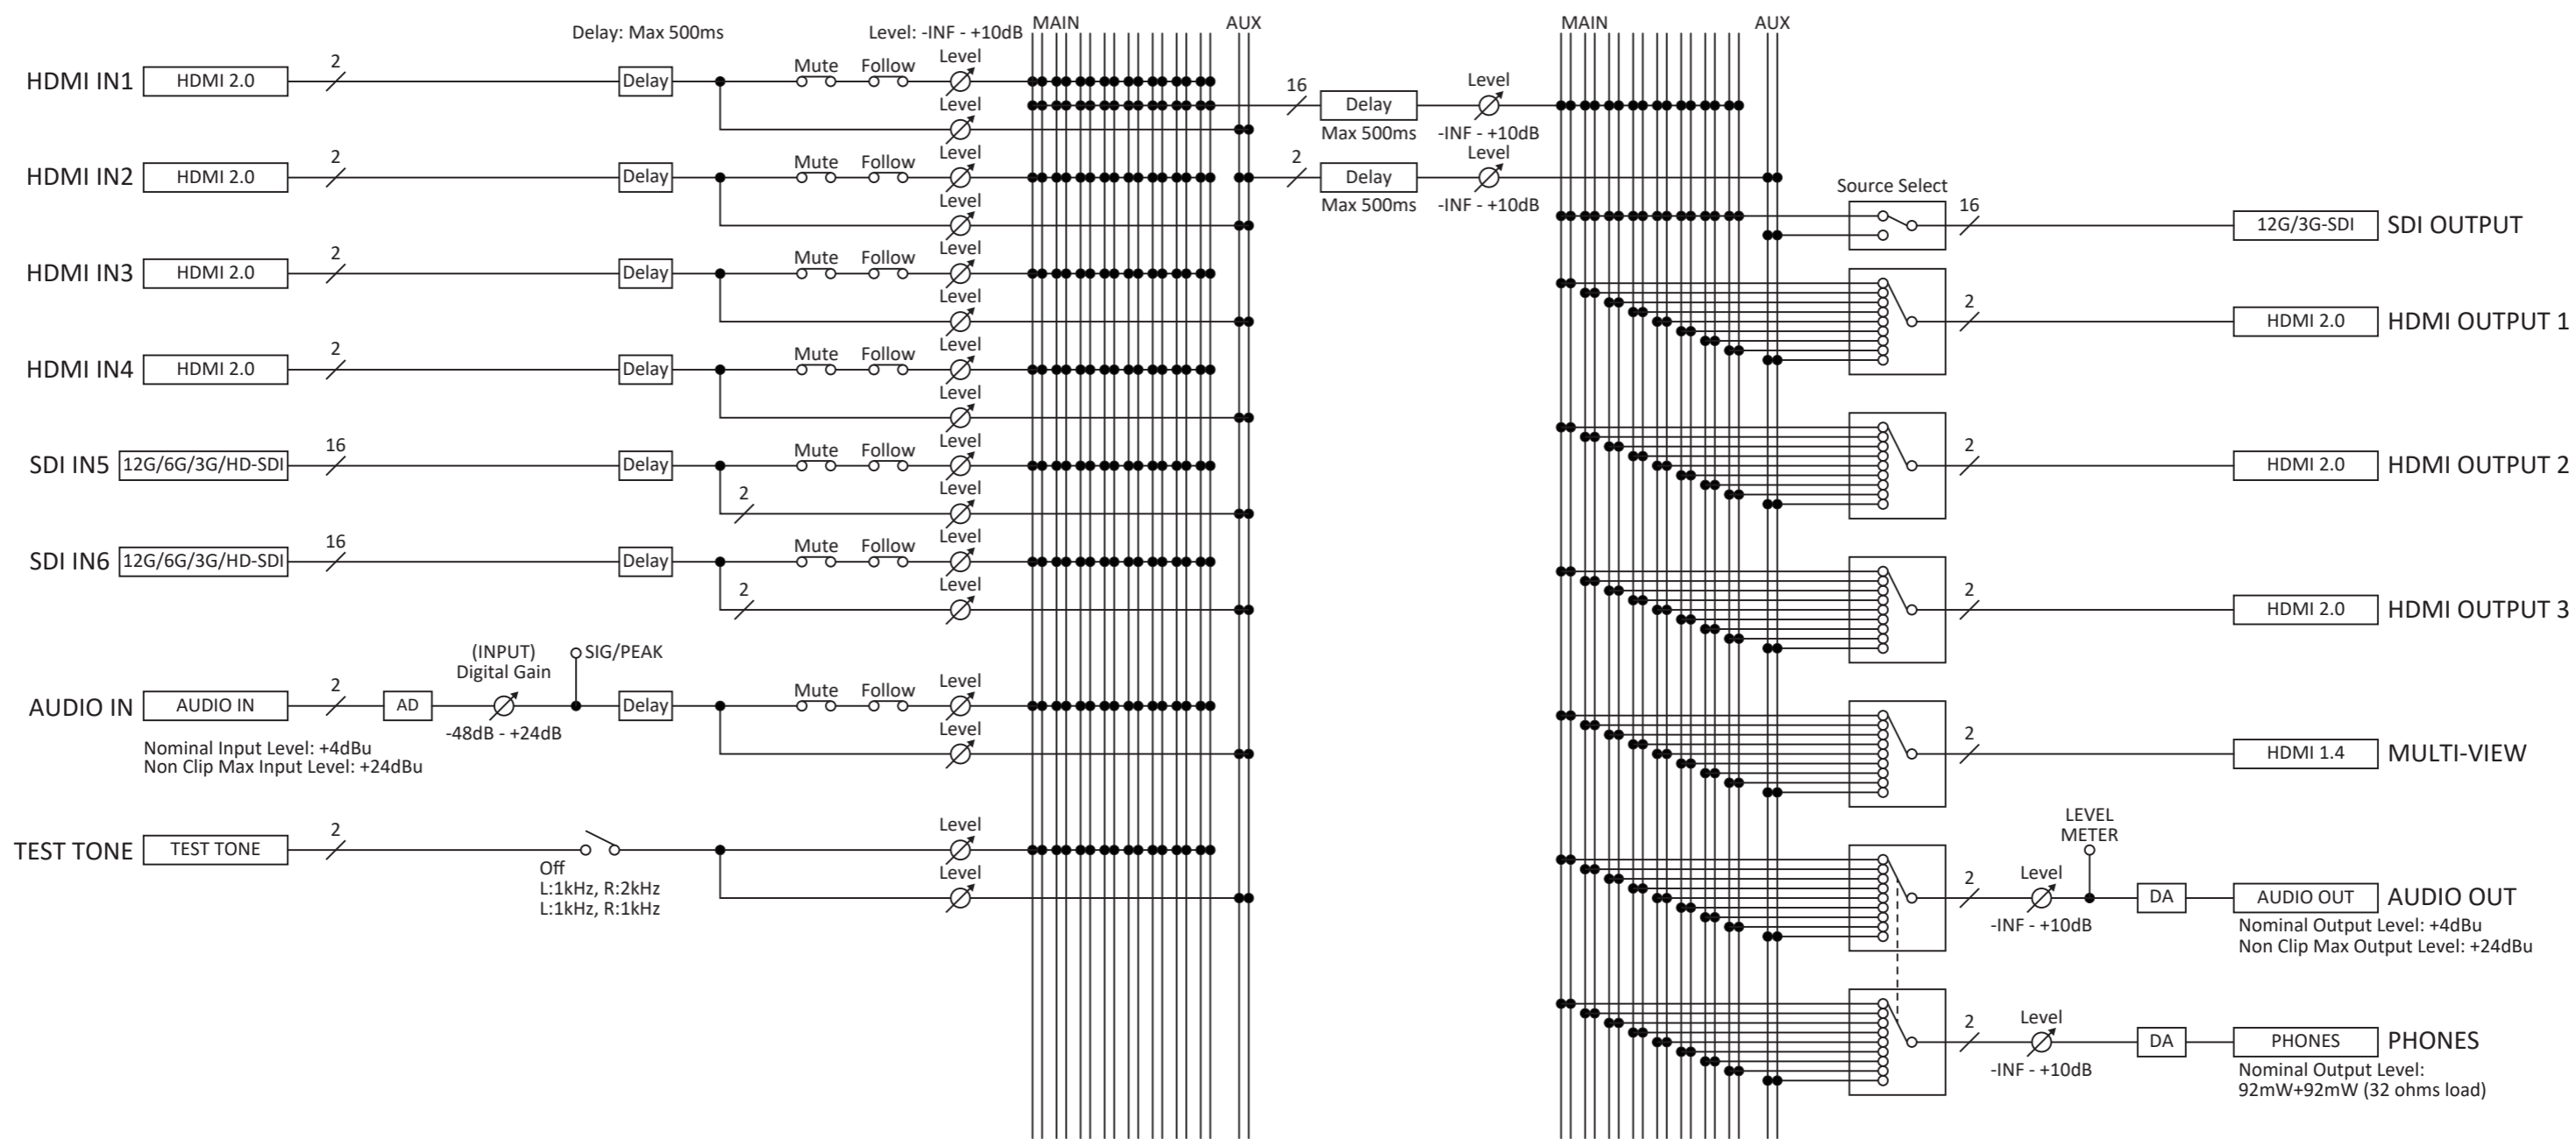 MAIN
AUX
MAIN
AUX
Delay: Max 500ms
Level: -INF - +10dB
HDMI IN1
HDMI 2.0
2
Delay
Mute
Follow
Level
Level
16
Delay
Max 500ms
Level
-INF - +10dB
HDMI IN2
HDMI 2.0
2
Delay
Mute
Follow
Level
Level
2
Delay
Max 500ms
Level
-INF - +10dB
Source Select
16
12G/3G-SDI
SDI OUTPUT
HDMI IN3
HDMI 2.0
2
Delay
Mute
Follow
Level
Level
2
HDMI 2.0
HDMI OUTPUT 1
HDMI IN4
HDMI 2.0
2
Delay
Mute
Follow
Level
Level
SDI IN5
12G/6G/3G/HD-SDI
16
Delay
Mute
Follow
Level
2
Level
2
HDMI 2.0
HDMI OUTPUT 2
SDI IN6
12G/6G/3G/HD-SDI
16
Delay
Mute
Follow
Level
2
Level
2
HDMI 2.0
HDMI OUTPUT 3
AUDIO IN
AUDIO IN
2
AD
(INPUT)
Digital Gain
-48dB - +24dB
SIG/PEAK
Delay
Mute
Follow
Level
Level
Nominal Input Level: +4dBu
Non Clip Max Input Level: +24dBu
2
HDMI 1.4
MULTI-VIEW
TEST TONE
TEST TONE
2
Off
L:1kHz, R:2kHz
L:1kHz, R:1kHz
Level
Level
2
Level
-INF - +10dB
LEVEL
METER
DA
AUDIO OUT
AUDIO OUT
Nominal Output Level: +4dBu
Non Clip Max Output Level: +24dBu
2
Level
-INF - +10dB
DA
PHONES
PHONES
Nominal Output Level:
92mW+92mW (32 ohms load)